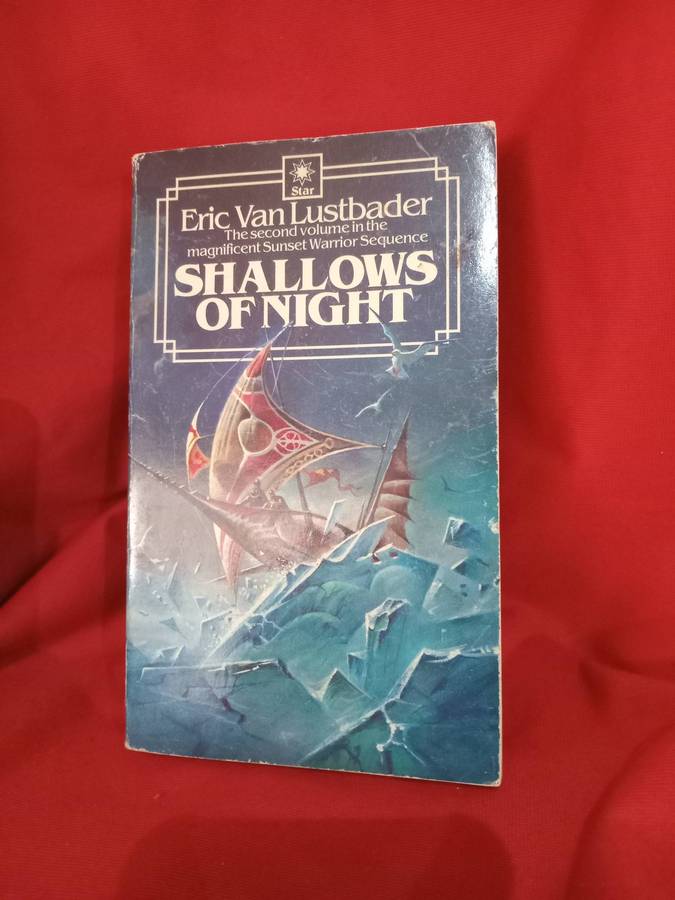 Star
Eric Van Lustbader
The second volume in the
magnificent Sunset Warrior Sequence
SHALLOWS
OF NIGHT